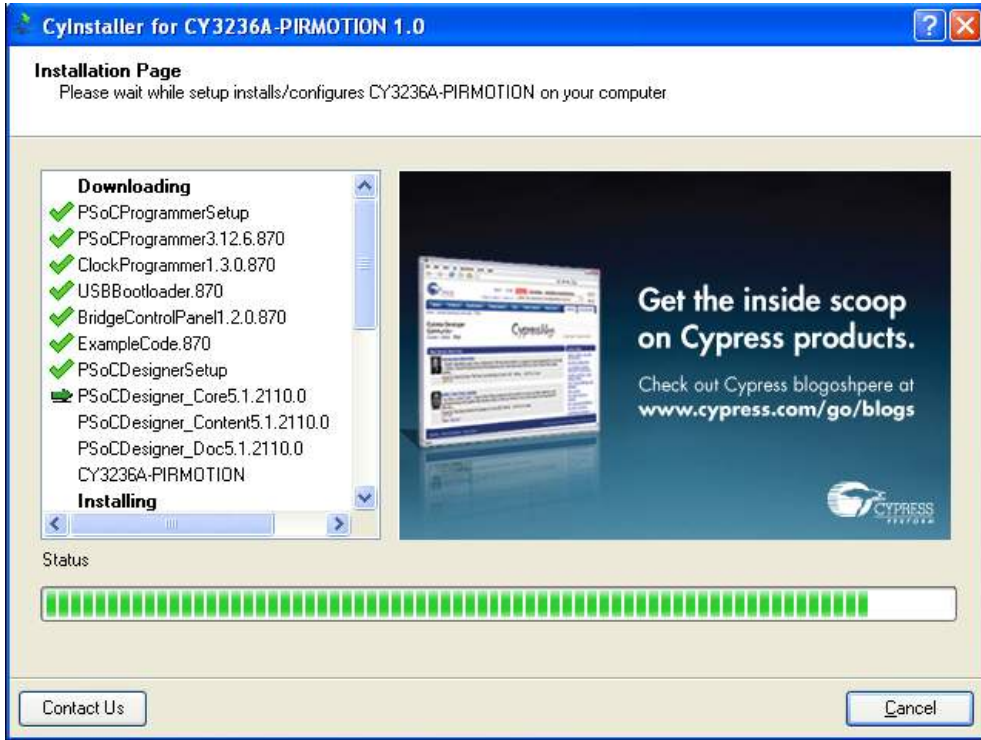 CyInstaller for CY3236A-PIRMOTION 1.0
Installation Page
Please wait while setup installs/configures CY3236A-PIRMOTION on your computer
Downloading
PSoCProgrammerSetup
PSoCProgrammer3.12.6.870
ClockProgrammer1.3.0.870
USBBootloader.870
BridgeControlPanel1.2.0.870
ExampleCode.870
PSoCDesignerSetup
PSoCDesigner_Core5.1.2110.0
PSoCDesigner_Content5.1.2110.0
PSoCDesigner_Doc5.1.2110.0
CY3236A-PIRMOTION
Installing
Get the inside scoop
on Cypress products.
Check out Cypress blogoshpere at
www.cypress.com/go/blogs
CYPRESS
PERFORM
Status
Contact Us
Cancel